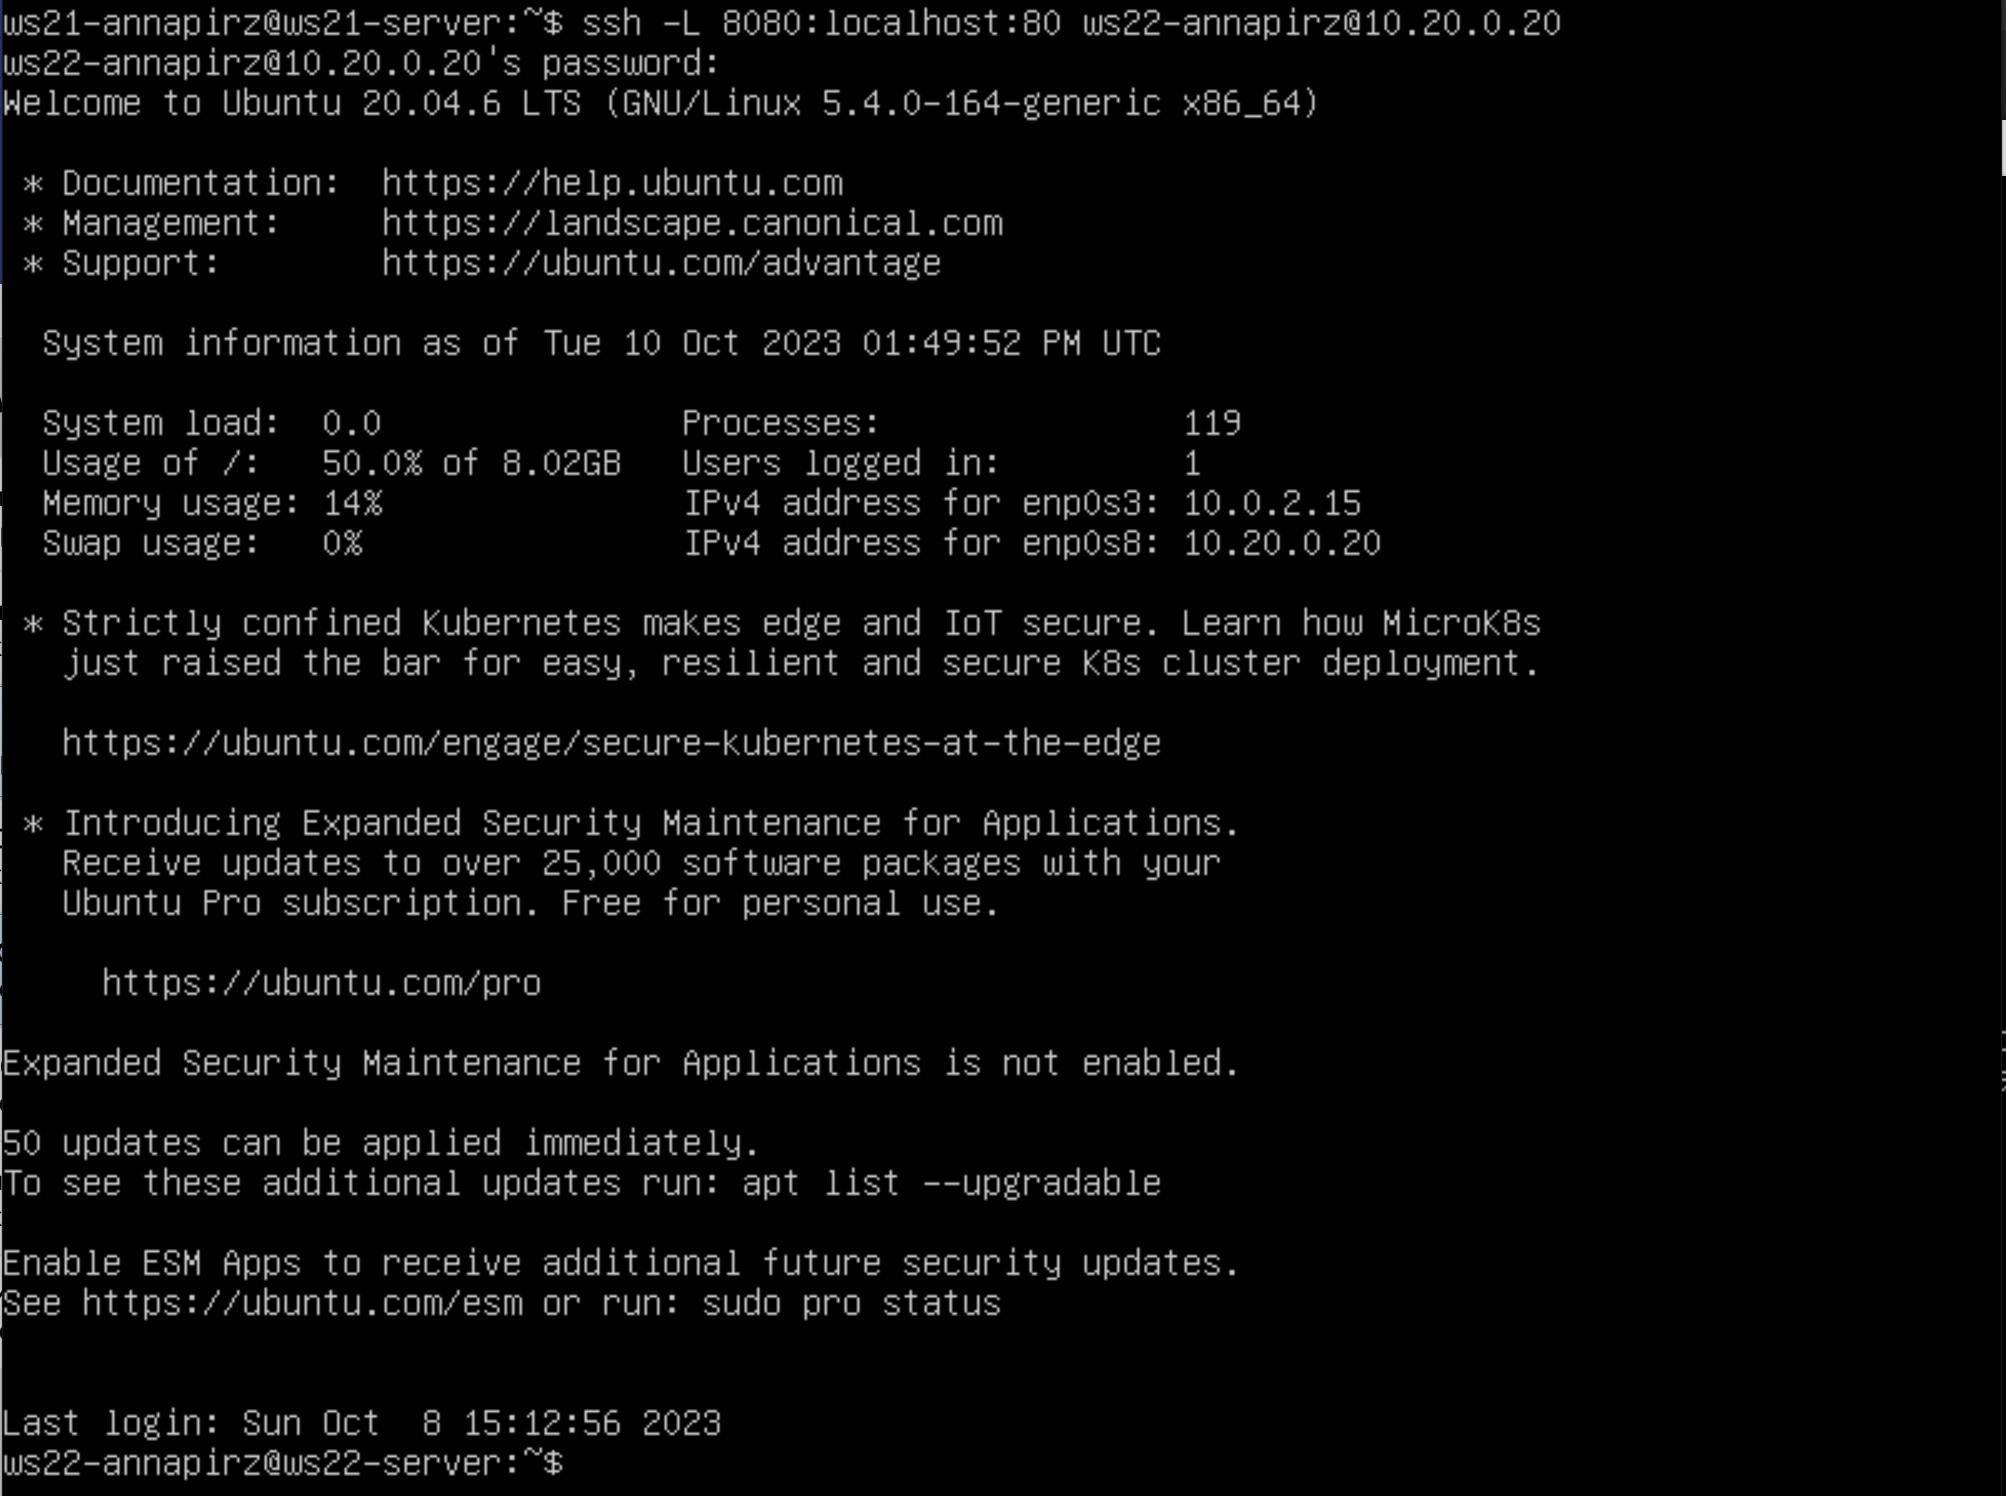 ws21-annapirz@ws21-server:~$ ssh -L 8080:localhost:80 ws22-annapirz@10.20.0.20
ws22-annapirz@10.20.0.20's password:
Welcome to Ubuntu 20.04.6 LTS (GNU/Linux 5.4.0-164-generic x86_64)

 * Documentation:  https://help.ubuntu.com
 * Management:     https://landscape.canonical.com
 * Support:        https://ubuntu.com/advantage

  System information as of Tue 10 Oct 2023 01:49:52 PM UTC

  System load:  0.0               Processes:               119
  Usage of /:   50.0% of 8.02GB   Users logged in:         1
  Memory usage: 14%               IPv4 address for enp0s3: 10.0.2.15
  Swap usage:   0%                IPv4 address for enp0s8: 10.20.0.20

 * Strictly confined Kubernetes makes edge and IoT secure. Learn how MicroK8s
   just raised the bar for easy, resilient and secure K8s cluster deployment.

   https://ubuntu.com/engage/secure-kubernetes-at-the-edge

 * Introducing Expanded Security Maintenance for Applications.
   Receive updates to over 25,000 software packages with your
   Ubuntu Pro subscription. Free for personal use.

     https://ubuntu.com/pro

Expanded Security Maintenance for Applications is not enabled.

50 updates can be applied immediately.
To see these additional updates run: apt list --upgradable

Enable ESM Apps to receive additional future security updates.
See https://ubuntu.com/esm or run: sudo pro status


Last login: Sun Oct  8 15:12:56 2023
ws22-annapirz@ws22-server:~$